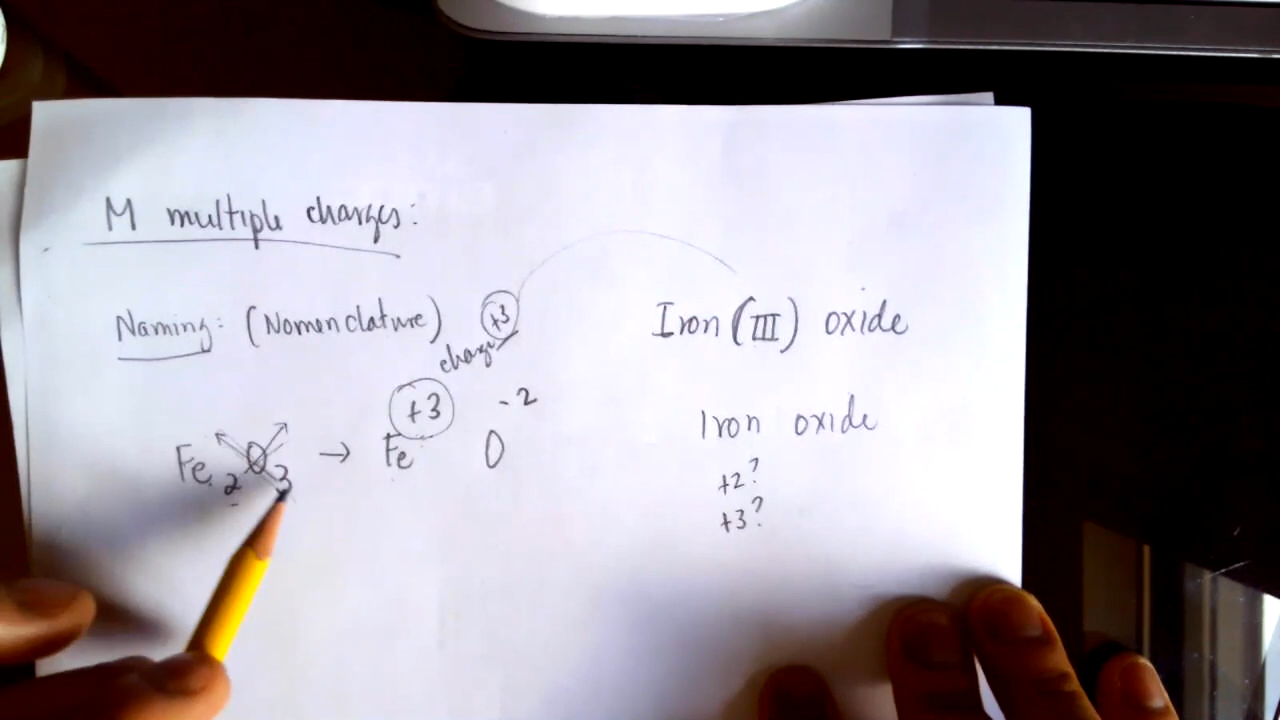 M multiple charges:
Naming: (Nomenclature)
+3
charge
Iron (III) oxide
+3 -2
Fe2O3 → Fe O
Iron oxide
+2?
+3?